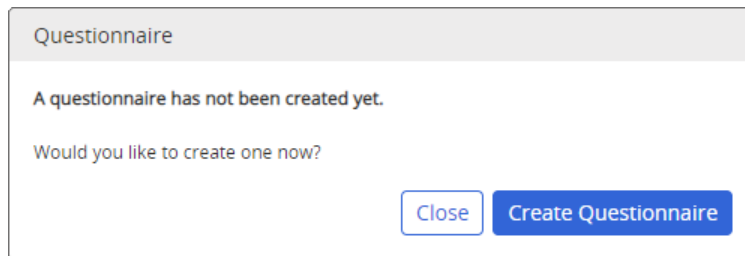 Questionnaire
A questionnaire has not been created yet.
Would you like to create one now?
Close Create Questionnaire